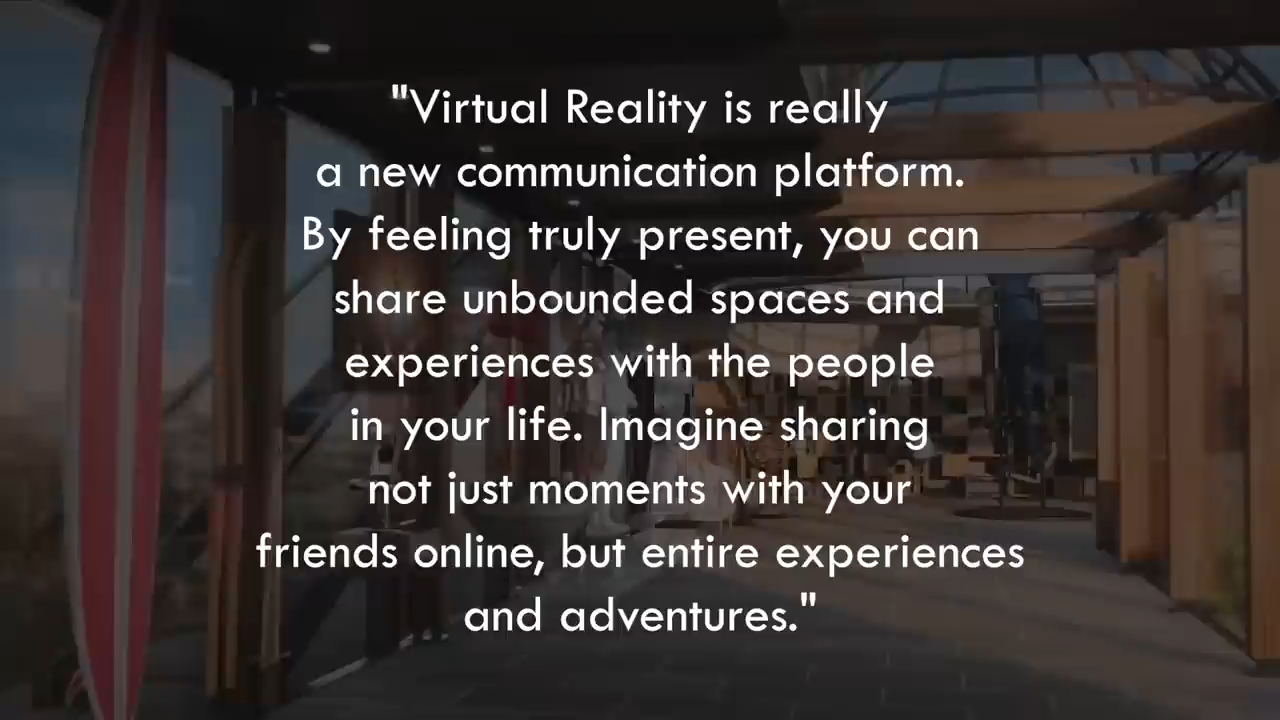 "Virtual Reality is really
a new communication platform.
By feeling truly present, you can
share unbounded spaces and
experiences with the people
in your life. Imagine sharing
not just moments with your
friends online, but entire experiences
and adventures."